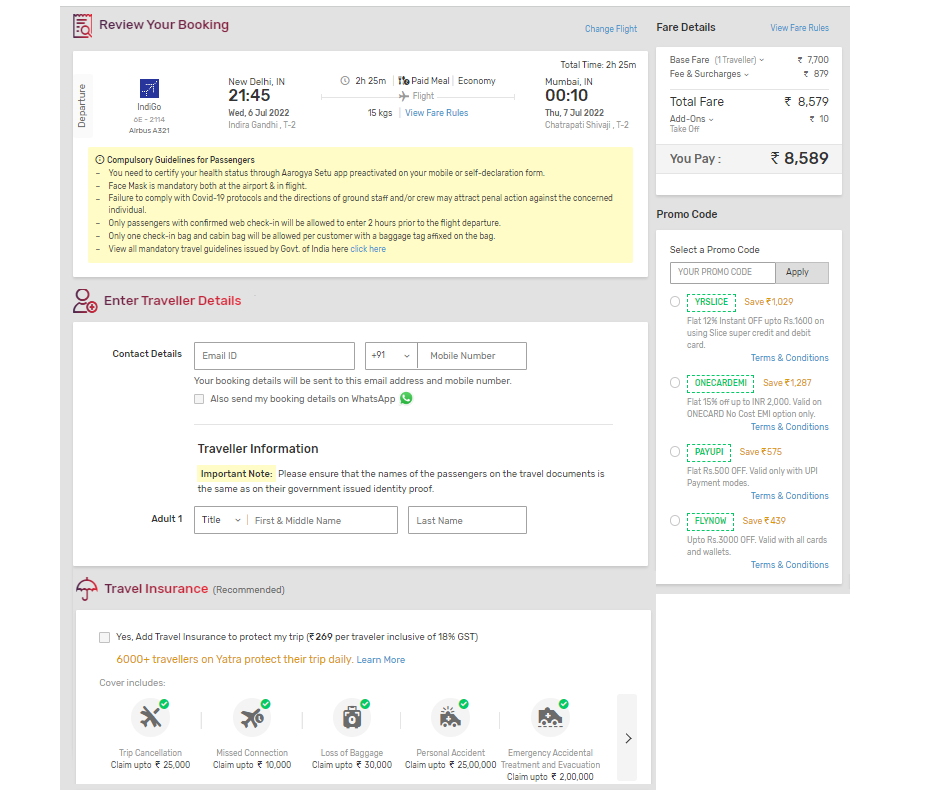 Review Your Booking
Change Flight
Total Time: 2h 25m
Departure
IndiGo
6E - 2114
Airbus A321
New Delhi, IN
21:45
Wed, 6 Jul 2022
Indira Gandhi , T-2
2h 25m | Paid Meal | Economy
Flight
15 kgs | View Fare Rules
Mumbai, IN
00:10
Thu, 7 Jul 2022
Chatrapati Shivaji , T-2
Compulsory Guidelines for Passengers
– You need to certify your health status through Aarogya Setu app preactivated on your mobile or self-declaration form.
– Face Mask is mandatory both at the airport & in flight.
– Failure to comply with Covid-19 protocols and the directions of ground staff and/or crew may attract penal action against the concerned
individual.
– Only passengers with confirmed web check-in will be allowed to enter 2 hours prior to the flight departure.
– Only one check-in bag and cabin bag will be allowed per customer with a baggage tag affixed on the bag.
– View all mandatory travel guidelines issued by Govt. of India here click here
Enter Traveller Details
Contact Details
Email ID
+91
Mobile Number
Your booking details will be sent to this email address and mobile number.
Also send my booking details on WhatsApp
Traveller Information
Important Note: Please ensure that the names of the passengers on the travel documents is
the same as on their government issued identity proof.
Adult 1
Title
First & Middle Name
Last Name
Travel Insurance (Recommended)
Yes, Add Travel Insurance to protect my trip (₹ 269 per traveler inclusive of 18% GST)
6000+ travellers on Yatra protect their trip daily. Learn More
Cover includes:
Trip Cancellation
Claim upto ₹ 25,000
Missed Connection
Claim upto ₹ 10,000
Loss of Baggage
Claim upto ₹ 30,000
Personal Accident
Claim upto ₹ 25,00,000
Emergency Accidental
Treatment and Evacuation
Claim upto ₹ 2,00,000
Fare Details
View Fare Rules
Base Fare (1 Traveller) ₹ 7,700
Fee & Surcharges ₹ 879
Total Fare ₹ 8,579
Add-Ons ₹ 10
Take Off
You Pay : ₹ 8,589
Promo Code
Select a Promo Code
YOUR PROMO CODE
Apply
YRSLICE Save ₹1,029
Flat 12% Instant OFF upto Rs.1600 on
using Slice super credit and debit
card.
Terms & Conditions
ONECARDEMI Save ₹1,287
Flat 15% off up to INR 2,000. Valid on
ONECARD No Cost EMI option only.
Terms & Conditions
PAYUPI Save ₹575
Flat Rs.500 OFF. Valid only with UPI
Payment modes.
Terms & Conditions
FLYNOW Save ₹439
Upto Rs.3000 OFF. Valid with all cards
and wallets.
Terms & Conditions